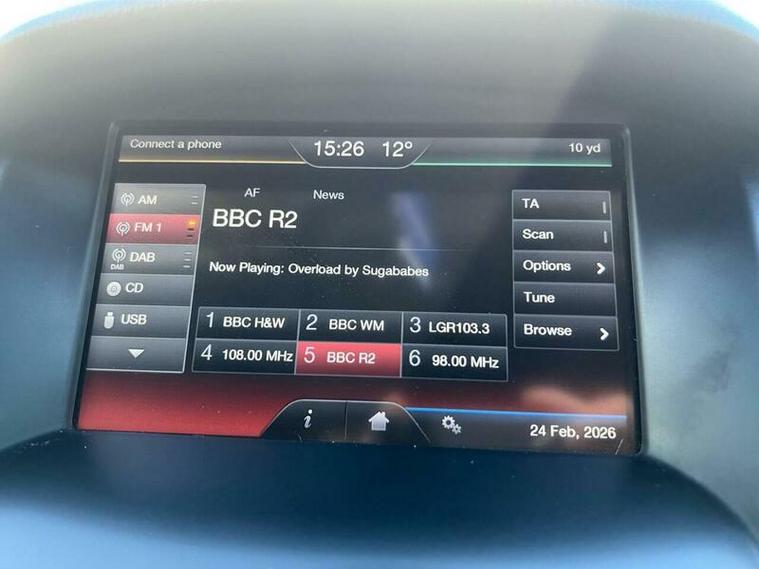 Connect a phone
15:26 12°
10 yd
AM
FM 1
DAB
DAB
CD
USB
AF News
BBC R2
Now Playing: Overload by Sugababes
1 BBC H&W 2 BBC WM 3 LGR103.3
4 108.00 MHz 5 BBC R2 6 98.00 MHz
TA
Scan
Options
Tune
Browse
i
24 Feb, 2026